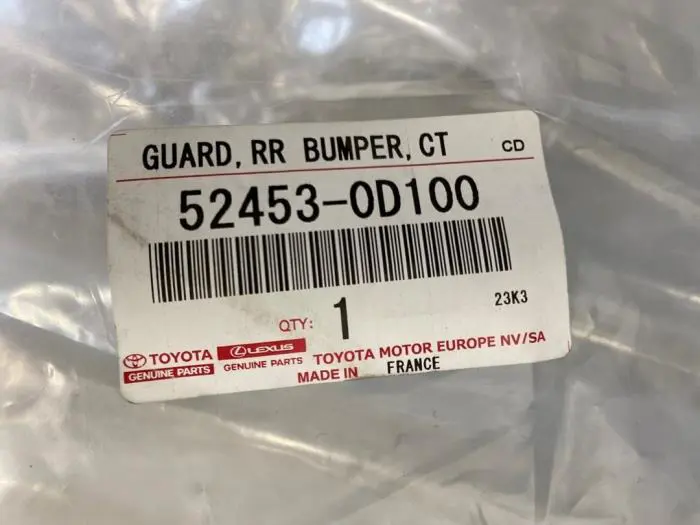 GUARD, RR BUMPER, CT CD
52453-0D100
23K3
QTY: 1
TOYOTA LEXUS
GENUINE PARTS GENUINE PARTS TOYOTA MOTOR EUROPE NV/SA
MADE IN FRANCE